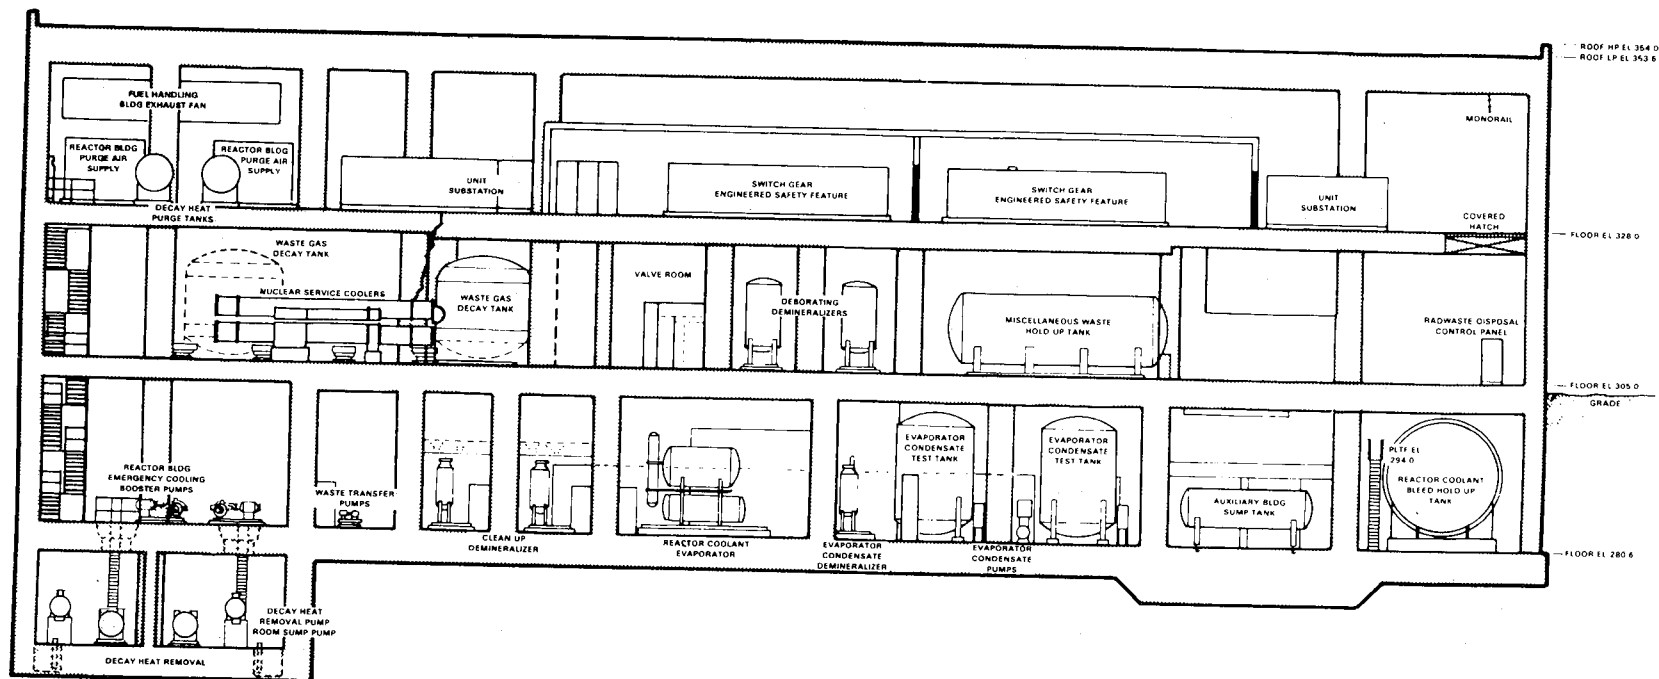 ROOF HP EL 354 0
ROOF LP EL 353 6
FUEL HANDLING
BLDG EXHAUST FAN
MONORAIL
REACTOR BLDG
PURGE AIR
SUPPLY
REACTOR BLDG
PURGE AIR
SUPPLY
UNIT
SUBSTATION
SWITCH GEAR
ENGINEERED SAFETY FEATURE
SWITCH GEAR
ENGINEERED SAFETY FEATURE
UNIT
SUBSTATION
DECAY HEAT
PURGE TANKS
COVERED
HATCH
FLOOR EL 328 0
WASTE GAS
DECAY TANK
VALVE ROOM
NUCLEAR SERVICE COOLERS
WASTE GAS
DECAY TANK
DEBORATING
DEMINERALIZERS
MISCELLANEOUS WASTE
HOLD UP TANK
RADWASTE DISPOSAL
CONTROL PANEL
FLOOR EL 305 0
GRADE
REACTOR BLDG
EMERGENCY COOLING
BOOSTER PUMPS
WASTE TRANSFER
PUMPS
CLEAN UP
DEMINERALIZER
REACTOR COOLANT
EVAPORATOR
EVAPORATOR
CONDENSATE
TEST TANK
EVAPORATOR
CONDENSATE
TEST TANK
EVAPORATOR
CONDENSATE
DEMINERALIZER
EVAPORATOR
CONDENSATE
PUMPS
AUXILIARY BLDG
SUMP TANK
PLTF EL
294.0
REACTOR COOLANT
BLEED HOLD UP
TANK
FLOOR EL 280 6
DECAY HEAT
REMOVAL PUMP
ROOM SUMP PUMP
DECAY HEAT REMOVAL